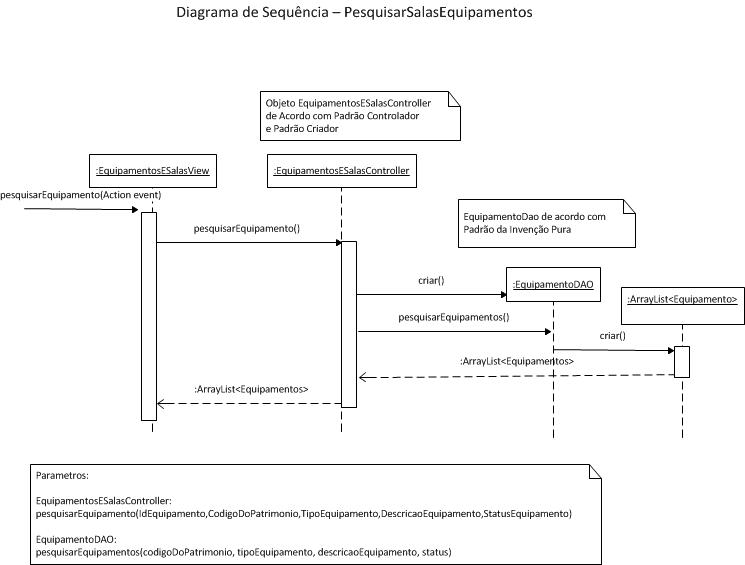 Diagrama de Sequência – PesquisarSalasEquipamentos
Objeto EquipamentosESalasController
de Acordo com Padrão Controlador
e Padrão Criador
:EquipamentosESalasView
:EquipamentosESalasController
pesquisarEquipamento(Action event)
EquipamentoDao de acordo com
Padrão da Invenção Pura
pesquisarEquipamento()
criar()
:EquipamentoDAO
:ArrayList<Equipamento>
pesquisarEquipamentos()
criar()
:ArrayList<Equipamentos>
:ArrayList<Equipamentos>
Parametros:
EquipamentosESalasController:
pesquisarEquipamento(IdEquipamento,CodigoDoPatrimonio,TipoEquipamento,DescricaoEquipamento,StatusEquipamento)
EquipamentoDAO:
pesquisarEquipamentos(codigoDoPatrimonio, tipoEquipamento, descricaoEquipamento, status)